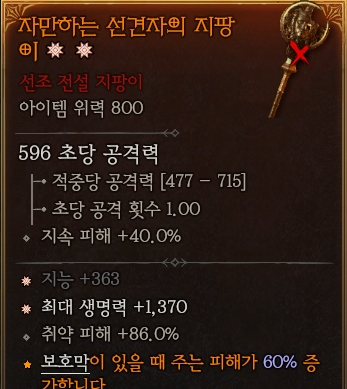 자만하는 선견자의 지팡
이
선조 전설 지팡이
아이템 위력 800
596 초당 공격력
적중당 공격력 [477 - 715]
초당 공격 횟수 1.00
지속 피해 +40.0%
지능 +363
최대 생명력 +1,370
취약 피해 +86.0%
보호막이 있을 때 주는 피해가 60% 증
가합니다